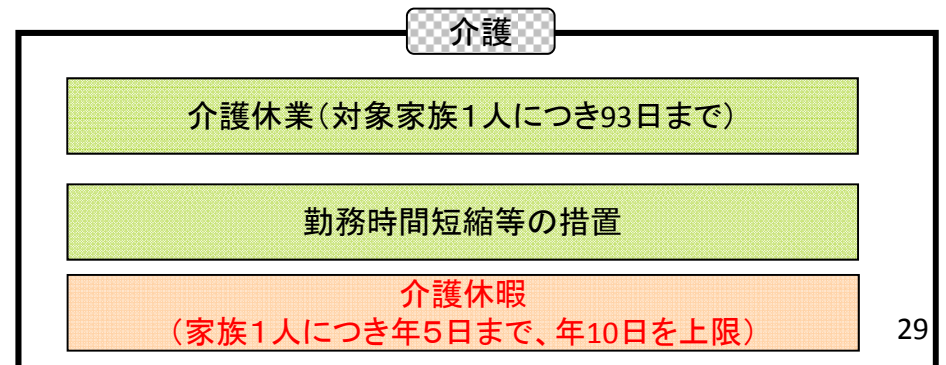 介護
介護休業(対象家族1人につき93日まで)
勤務時間短縮等の措置
介護休暇
(家族1人につき年5日まで、年10日を上限)
29